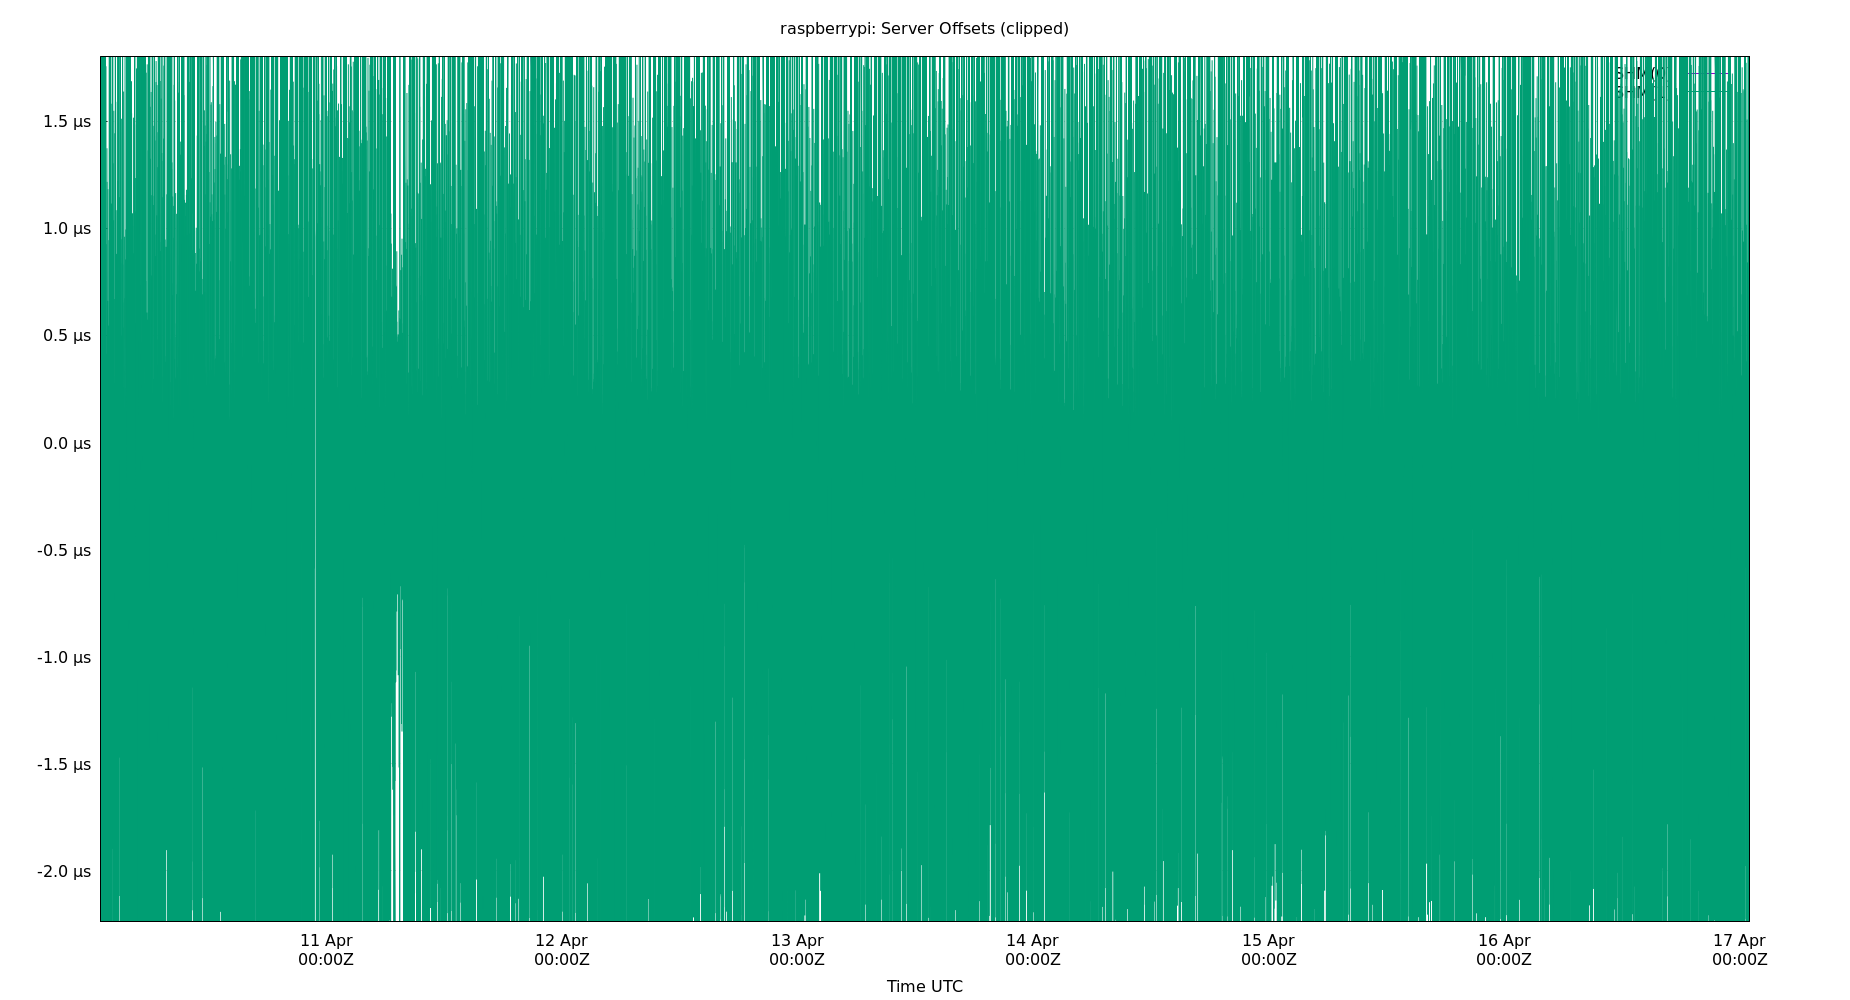 raspberrypi: Server Offsets (clipped)
1.5 µs
1.0 µs
0.5 µs
0.0 µs
-0.5 µs
-1.0 µs
-1.5 µs
-2.0 µs
11 Apr
00:00Z
12 Apr
00:00Z
13 Apr
00:00Z
14 Apr
00:00Z
15 Apr
00:00Z
16 Apr
00:00Z
17 Apr
00:00Z
Time UTC